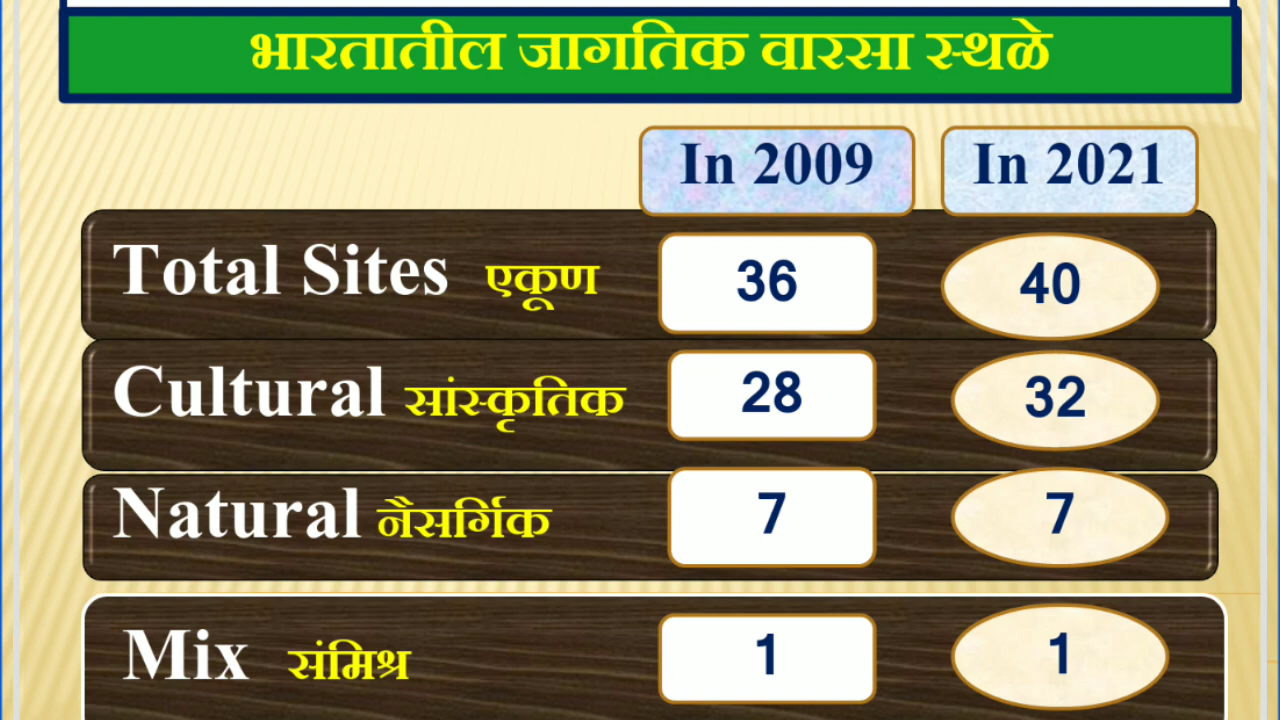 भारतातील जागतिक वारसा स्थळे
In 2009 In 2021
Total Sites एकूण 36 40
Cultural सांस्कृतिक 28 32
Natural नैसर्गिक 7 7
Mix संमिश्र 1 1